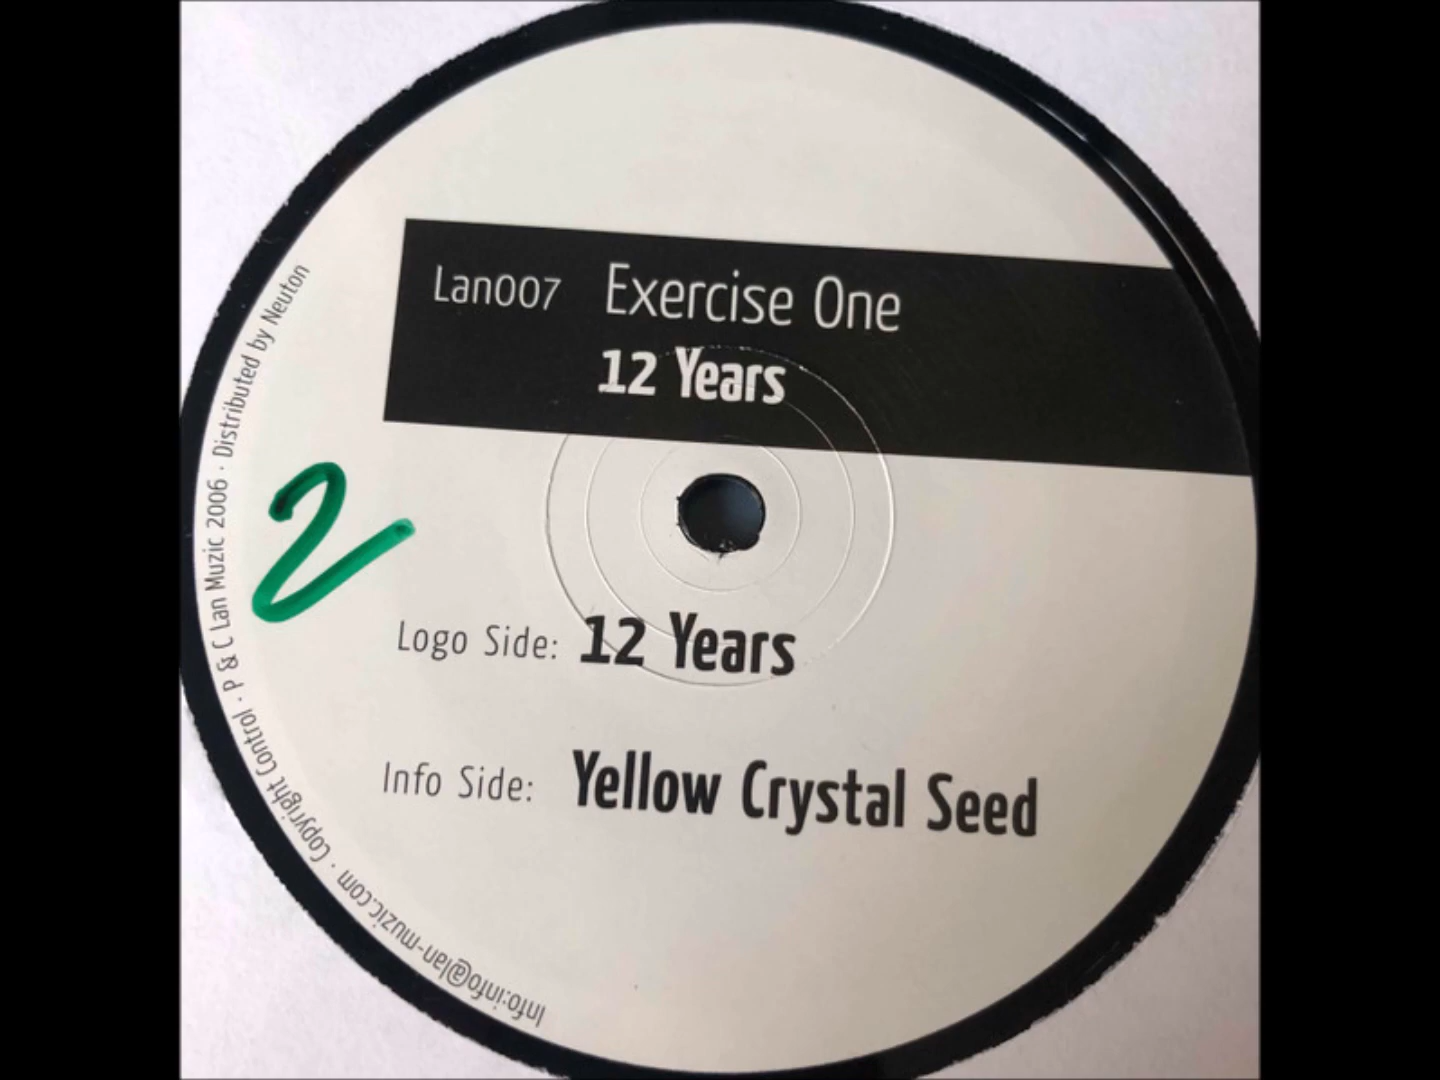 Lan007 Exercise One
12 Years
2
Logo Side: 12 Years
Info Side: Yellow Crystal Seed
Info:info@lan-muzic.com · Copyright Control · P & C Lan Muzic 2006 · Distributed by Neuton